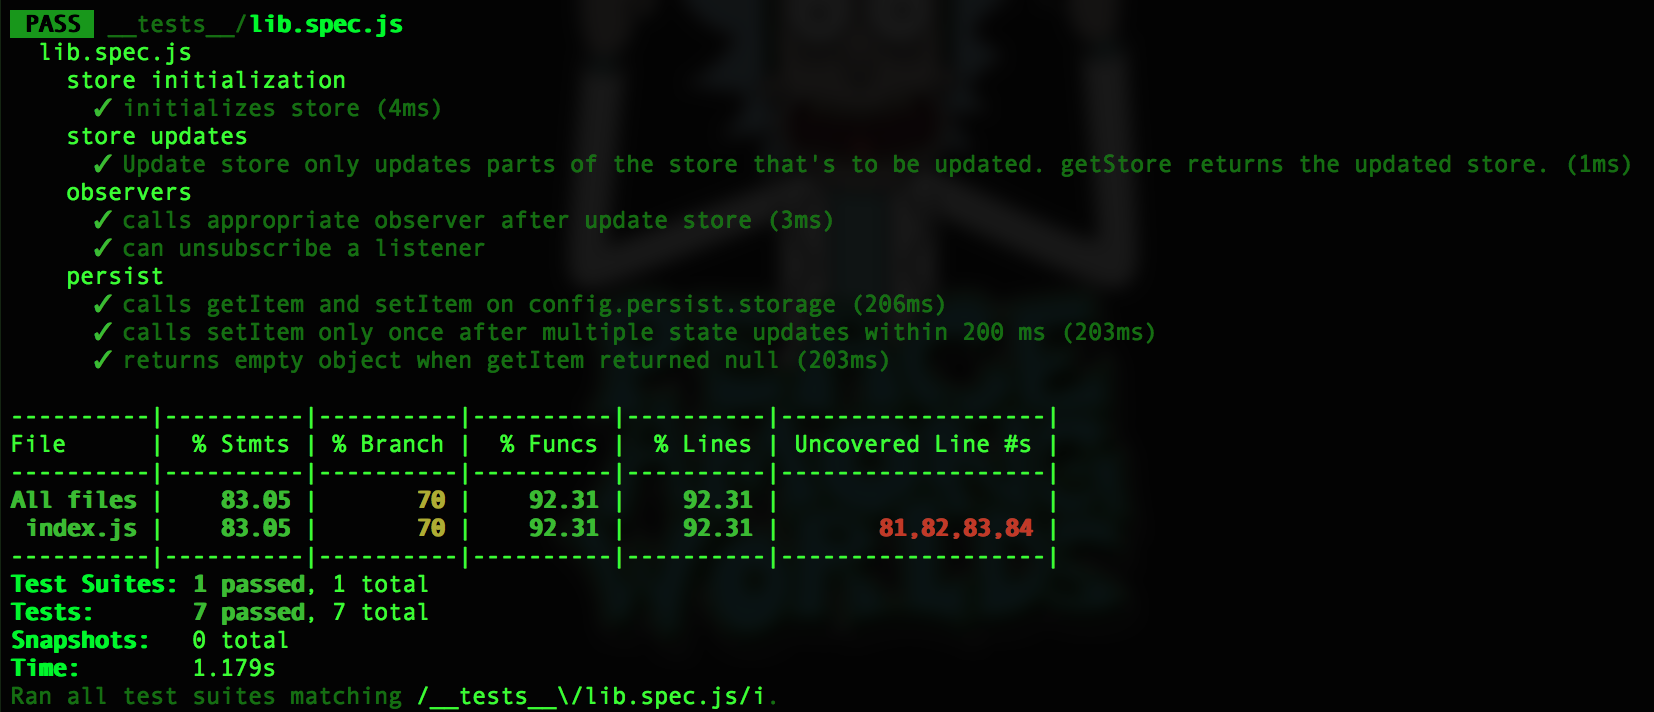 PASS __tests__/lib.spec.js
lib.spec.js
store initialization
✓ initializes store (4ms)
store updates
✓ Update store only updates parts of the store that's to be updated. getStore returns the updated store. (1ms)
observers
✓ calls appropriate observer after update store (3ms)
✓ can unsubscribe a listener
persist
✓ calls getItem and setItem on config.persist.storage (206ms)
✓ calls setItem only once after multiple state updates within 200 ms (203ms)
✓ returns empty object when getItem returned null (203ms)
----------|----------|----------|----------|----------|-------------------|
File | % Stmts | % Branch | % Funcs | % Lines | Uncovered Line #s |
----------|----------|----------|----------|----------|-------------------|
All files | 83.05 | 70 | 92.31 | 92.31 | |
index.js | 83.05 | 70 | 92.31 | 92.31 | 81,82,83,84 |
----------|----------|----------|----------|----------|-------------------|
Test Suites: 1 passed, 1 total
Tests: 7 passed, 7 total
Snapshots: 0 total
Time: 1.179s
Ran all test suites matching /__tests__\/lib.spec.js/i.